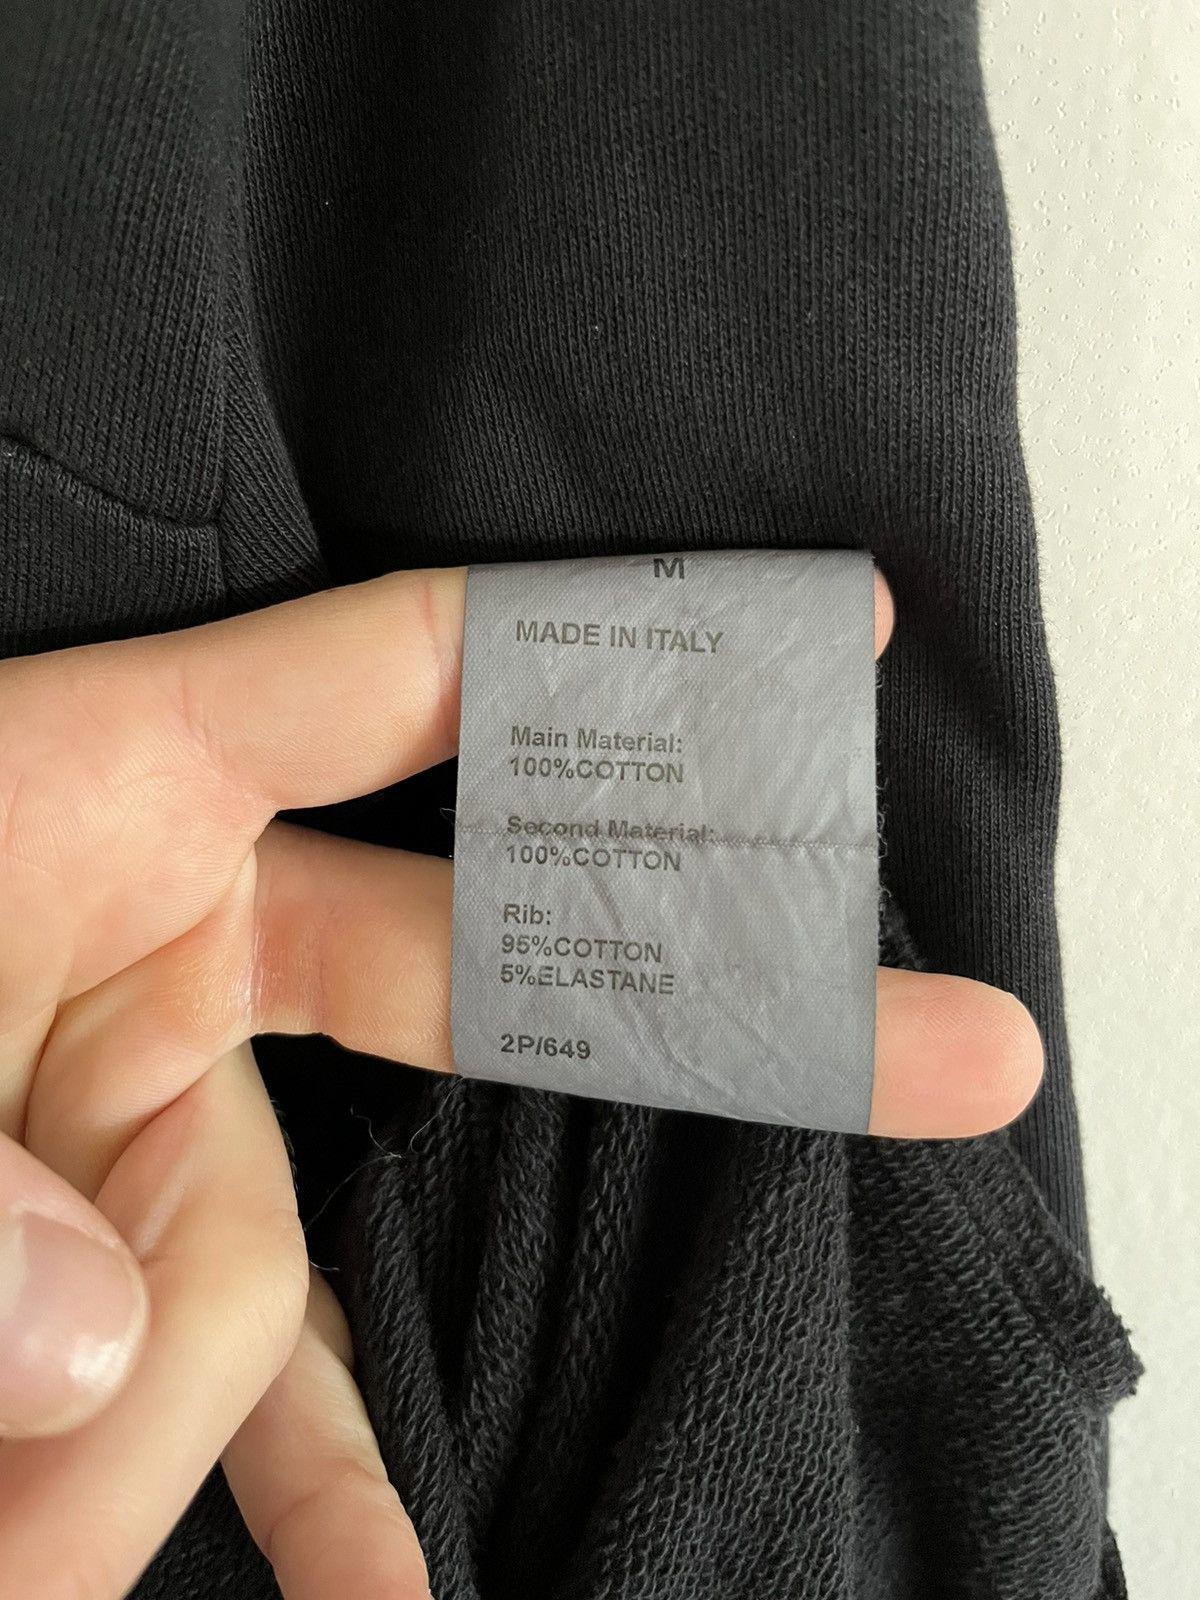 M
MADE IN ITALY
Main Material:
100%COTTON
Second Material:
100%COTTON
Rib:
95%COTTON
5%ELASTANE
2P/649